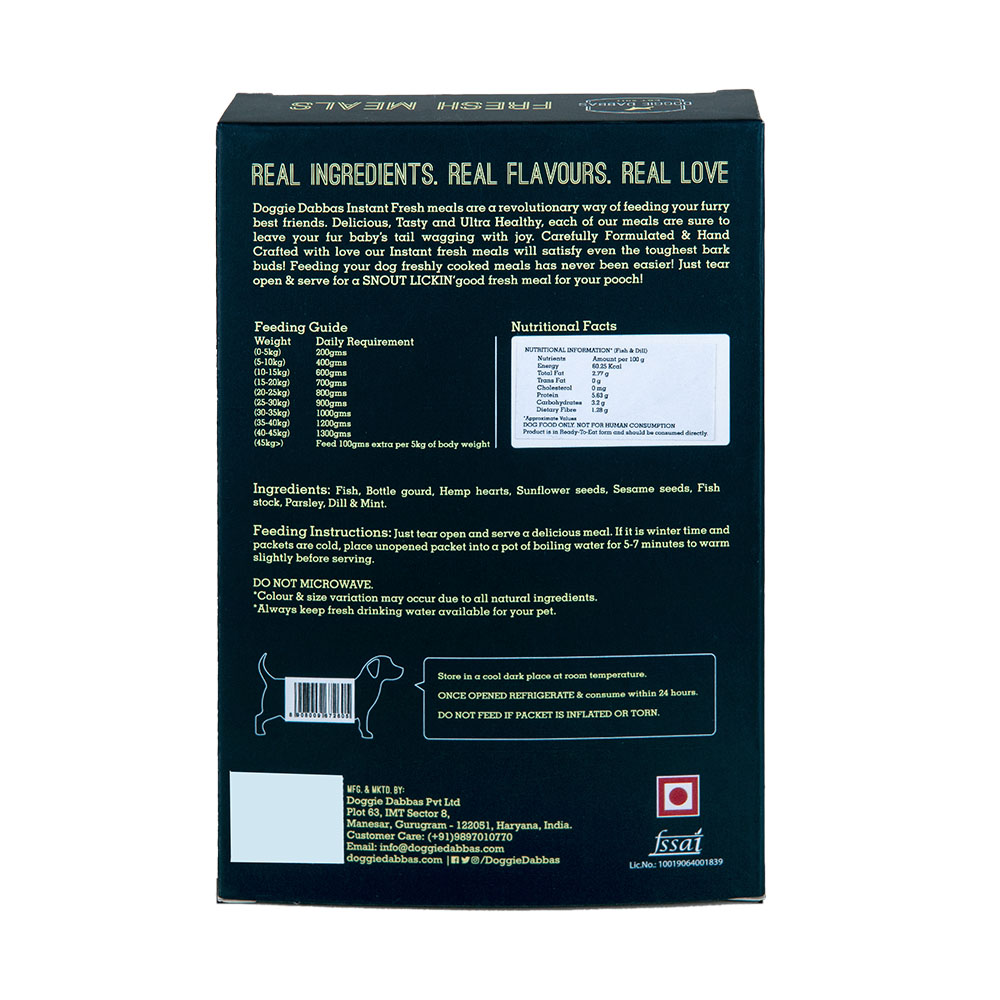 FRESH MEALS
DOGGIE DABBAS
REAL INGREDIENTS. REAL FLAVOURS. REAL LOVE
Doggie Dabbas Instant Fresh meals are a revolutionary way of feeding your furry
best friends. Delicious, Tasty and Ultra Healthy, each of our meals are sure to
leave your fur baby's tail wagging with joy. Carefully Formulated & Hand
Crafted with love our Instant fresh meals will satisfy even the toughest bark
buds! Feeding your dog freshly cooked meals has never been easier! Just tear
open & serve for a SNOUT LICKIN'good fresh meal for your pooch!
Feeding Guide
Weight Daily Requirement
(0-5kg) 200gms
(5-10kg) 400gms
(10-15kg) 600gms
(15-20kg) 700gms
(20-25kg) 800gms
(25-30kg) 900gms
(30-35kg) 1000gms
(35-40kg) 1200gms
(40-45kg) 1300gms
(45kg>) Feed 100gms extra per 5kg of body weight
Nutritional Facts
NUTRITIONAL INFORMATION* (Fish & Dill)
Nutrients Amount per 100 g
Energy 60.25 Kcal
Total Fat 2.77 g
Trans Fat 0 g
Cholesterol 0 mg
Protein 5.63 g
Carbohydrates 3.2 g
Dietary Fibre 1.28 g
*Approximate Values
DOG FOOD ONLY. NOT FOR HUMAN CONSUMPTION
Product is in Ready-To-Eat form and should be consumed directly.
Ingredients: Fish, Bottle gourd, Hemp hearts, Sunflower seeds, Sesame seeds, Fish
stock, Parsley, Dill & Mint.
Feeding Instructions: Just tear open and serve a delicious meal. If it is winter time and
packets are cold, place unopened packet into a pot of boiling water for 5-7 minutes to warm
slightly before serving.
DO NOT MICROWAVE.
*Colour & size variation may occur due to all natural ingredients.
*Always keep fresh drinking water available for your pet.
Store in a cool dark place at room temperature.
ONCE OPENED REFRIGERATE & consume within 24 hours.
DO NOT FEED IF PACKET IS INFLATED OR TORN.
MFG. & MKTD. BY:
Doggie Dabbas Pvt Ltd
Plot 63, IMT Sector 8,
Manesar, Gurugram - 122051, Haryana, India.
Customer Care: (+91)9897010770
Email: info@doggiedabbas.com
doggiedabbas.com | /DoggieDabbas
fssai
Lic.No.: 10019064001839